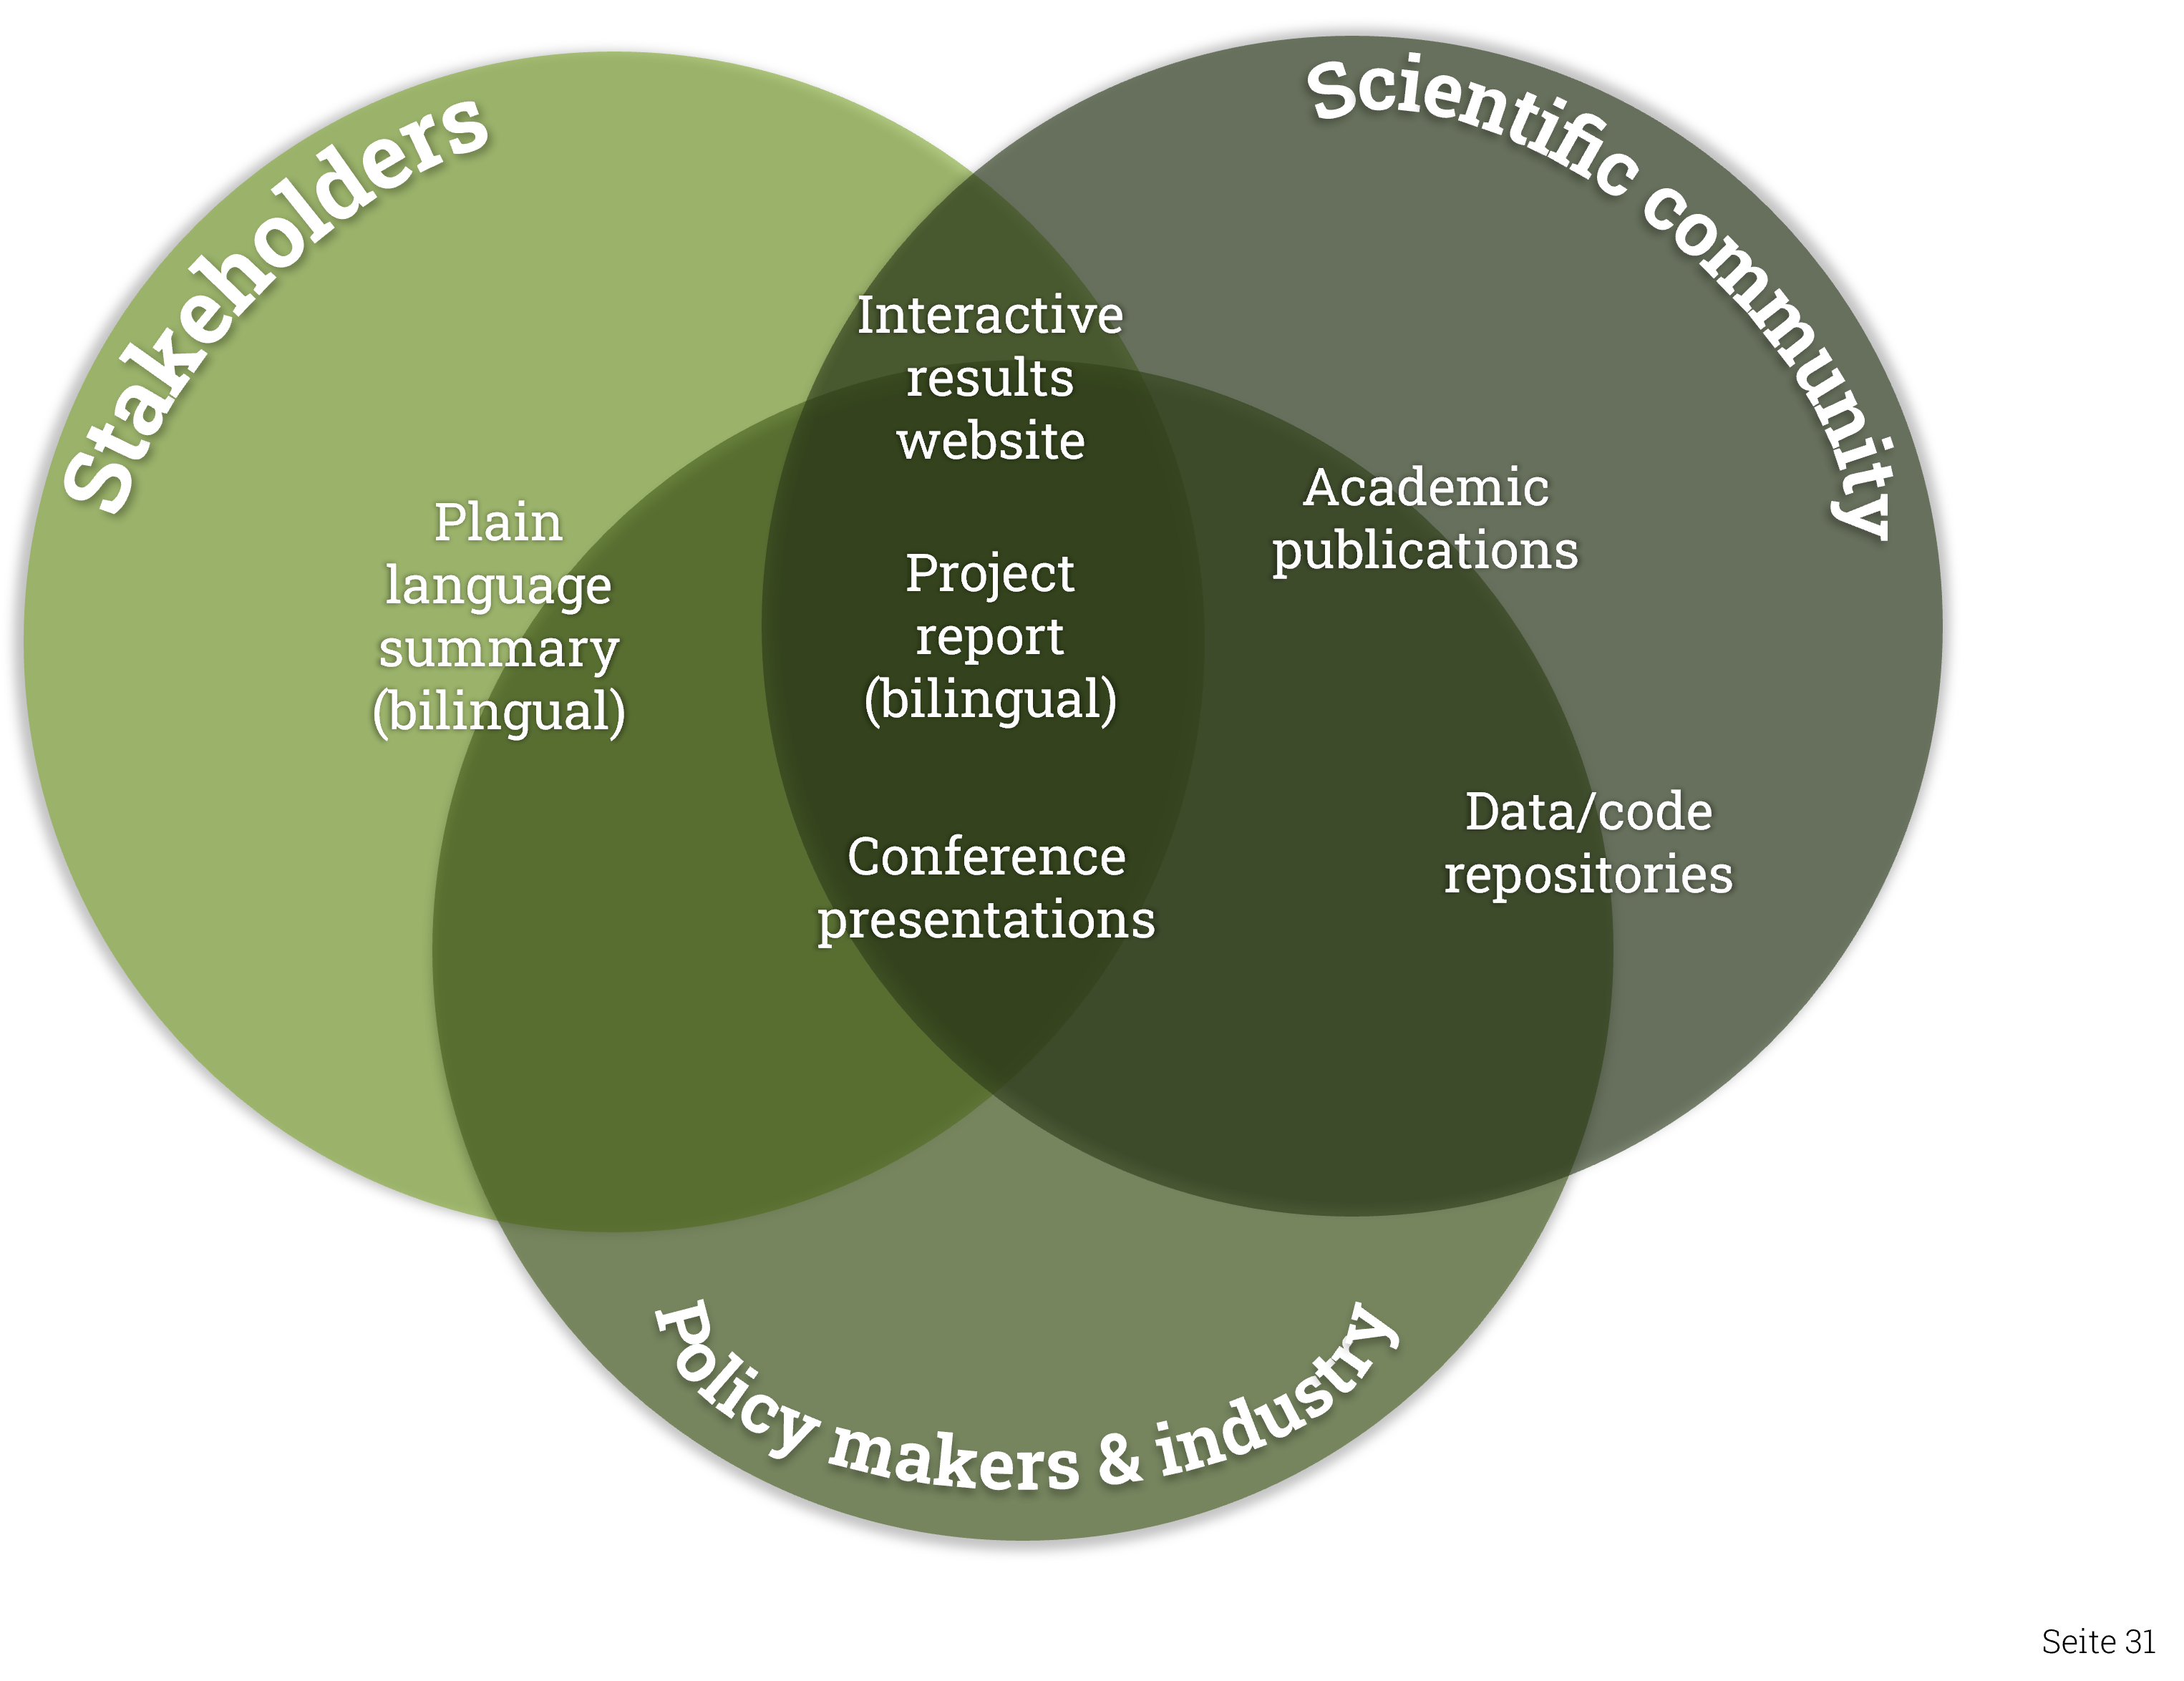 Stakeholders
Scientific community
Interactive
results
website
Plain
language
summary
(bilingual)
Project
report
(bilingual)
Academic
publications
Conference
presentations
Data/code
repositories
Policy makers & industry
Seite 31